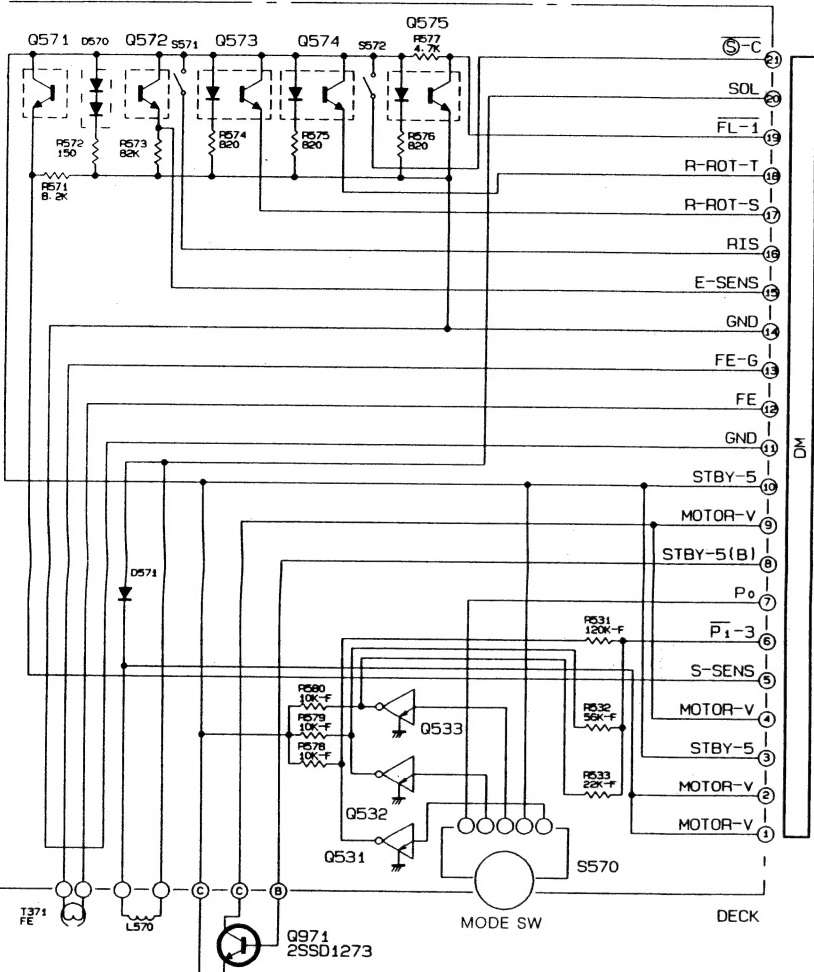 Q571
D570
Q572
S571
Q573
Q574
S572
Q575
R577
4.7K
Ⓢ-C
21
SOL
20
FL-1
19
R572
150
R573
82K
R574
820
R575
820
R576
820
R-ROT-T
18
R571
8.2K
R-ROT-S
17
RIS
16
E-SENS
15
GND
14
FE-G
13
FE
12
GND
11
DM
STBY-5
10
MOTOR-V
9
STBY-5(B)
8
D571
P0
7
R531
120K-F
P1-3
6
S-SENS
5
R580
10K-F
R579
10K-F
R578
10K-F
Q533
R532
56K-F
MOTOR-V
4
STBY-5
3
R533
22K-F
MOTOR-V
2
Q532
MOTOR-V
1
Q531
S570
C
C
B
T371
FE
L570
MODE SW
DECK
Q971
2SSD1273